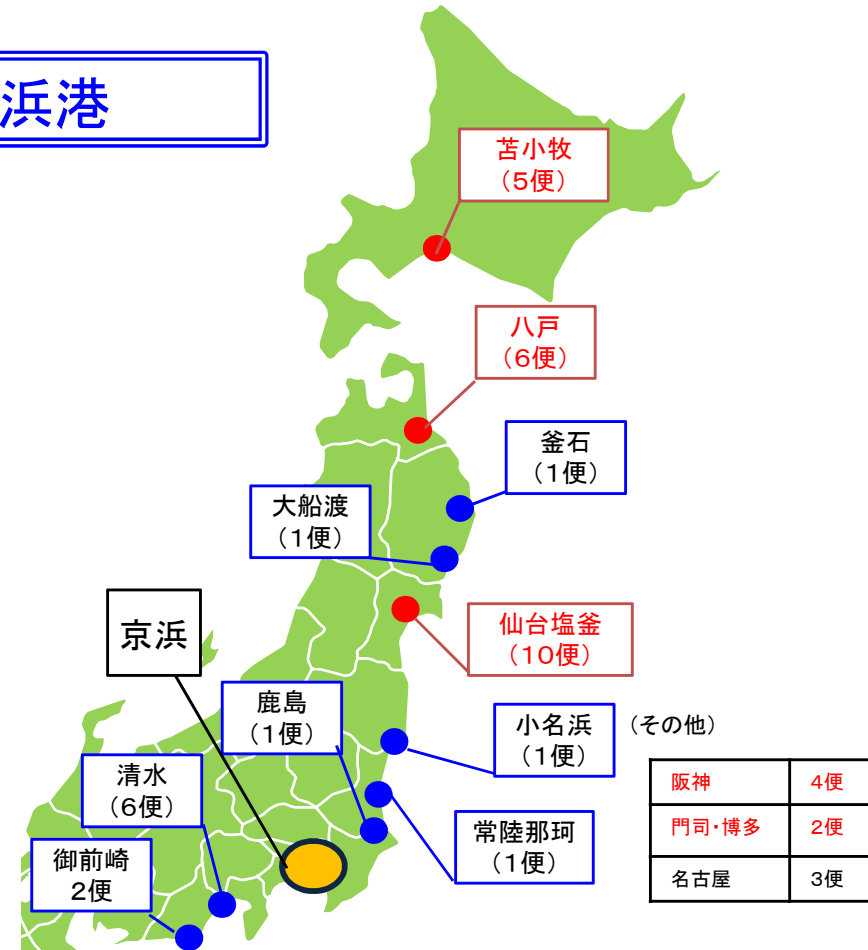 浜港
苫小牧
（5便）
八戸
（6便）
釜石
（1便）
大船渡
（1便）
京浜
仙台塩釜
（10便）
鹿島
（1便）
小名浜
（1便）
（その他）
清水
（6便）
阪神 4便
門司・博多 2便
名古屋 3便
常陸那珂
（1便）
御前崎
2便